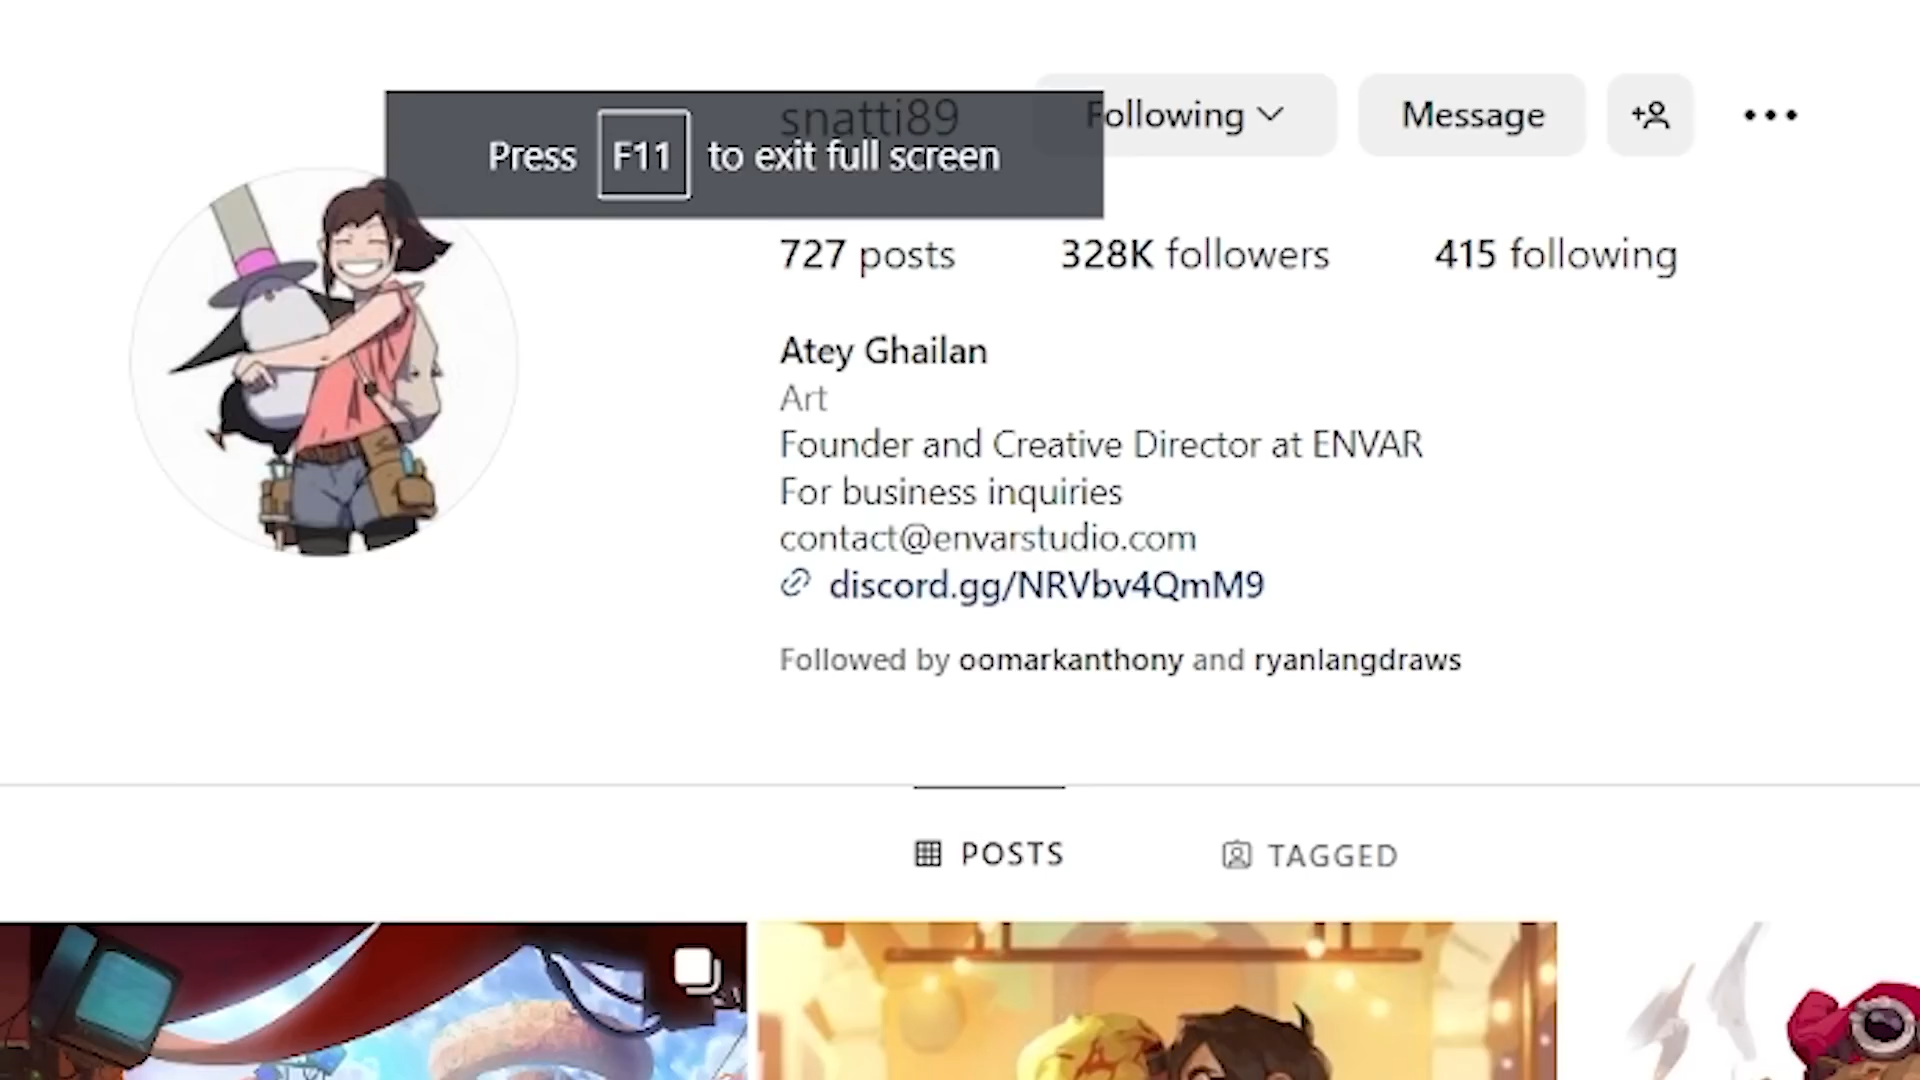 snatti89
Following
Message
Press F11 to exit full screen
727 posts
328K followers
415 following
Atey Ghailan
Art
Founder and Creative Director at ENVAR
For business inquiries
contact@envarstudio.com
discord.gg/NRVbv4QmM9
Followed by oomarkanthony and ryanlangdraws
POSTS
TAGGED